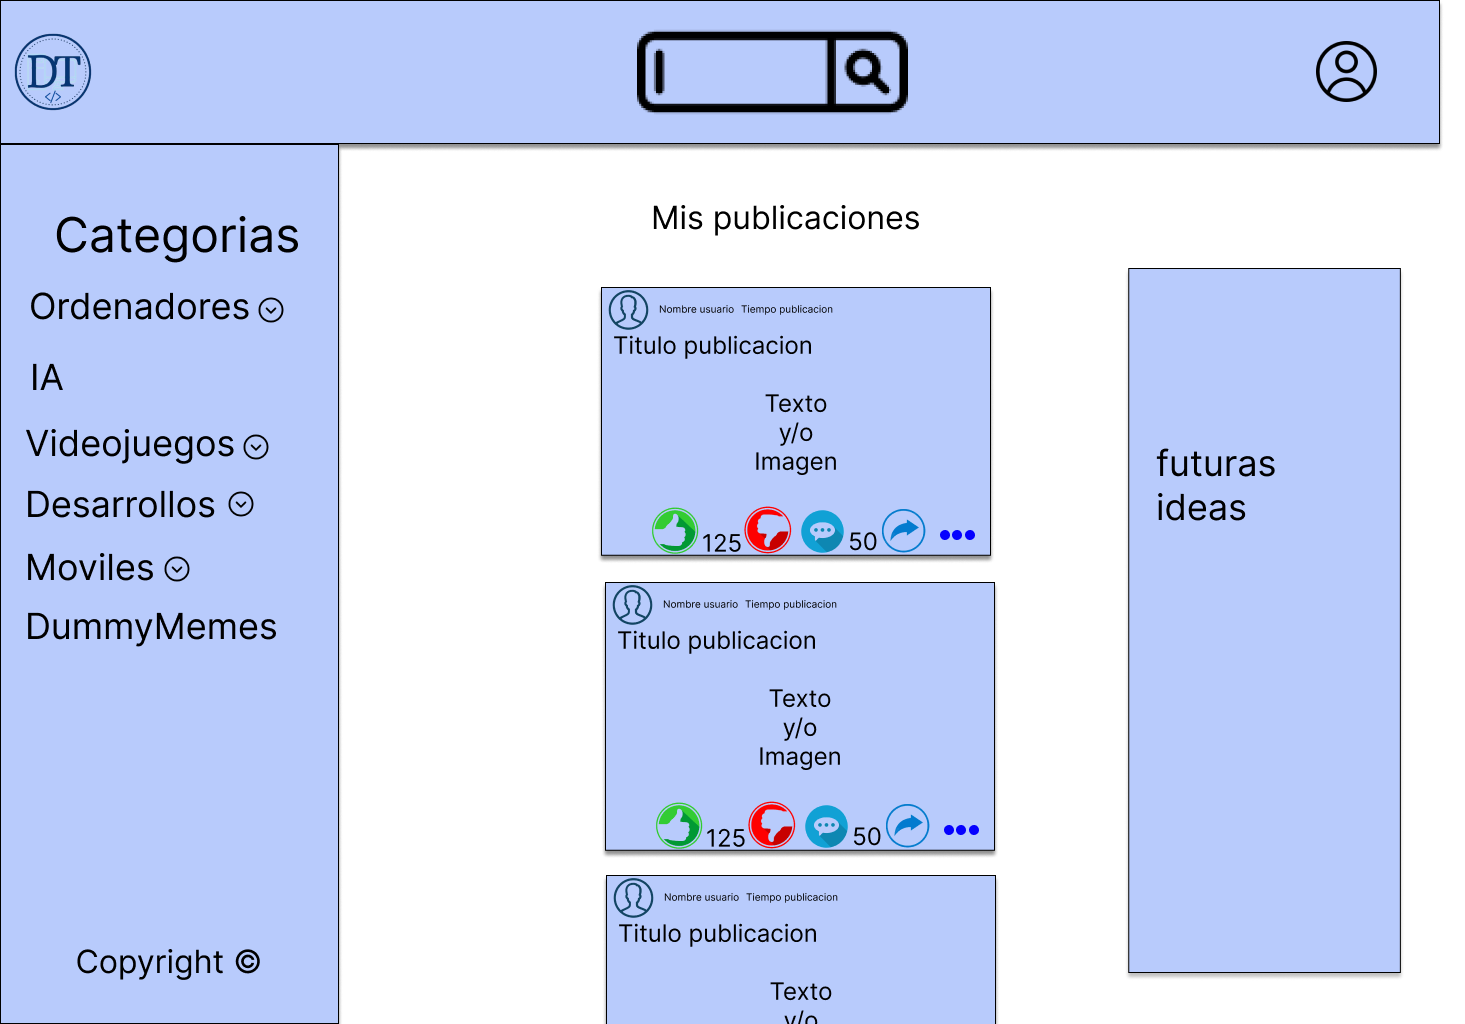 DT
</>
Categorias
Ordenadores
IA
Videojuegos
Desarrollos
Moviles
DummyMemes
Copyright ©
Mis publicaciones
Nombre usuario Tiempo publicacion
Titulo publicacion
Texto
y/o
Imagen
125 50
Nombre usuario Tiempo publicacion
Titulo publicacion
Texto
y/o
Imagen
125 50
Nombre usuario Tiempo publicacion
Titulo publicacion
Texto
y/o
futuras
ideas